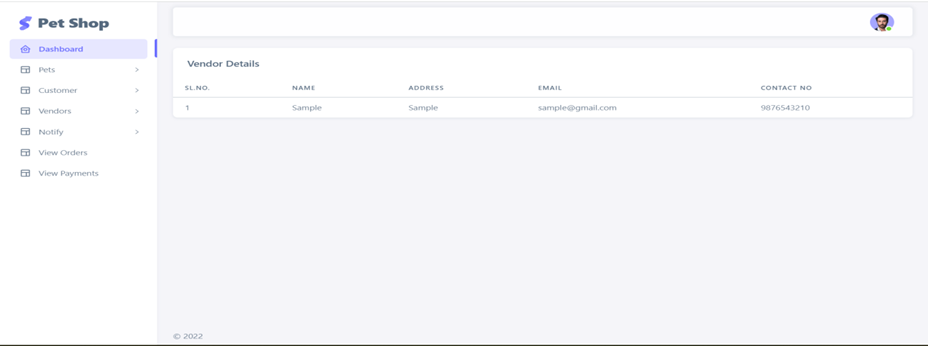 Pet Shop
Dashboard
Pets
Customer
Vendors
Notify
View Orders
View Payments
Vendor Details
SL.NO. NAME ADDRESS EMAIL CONTACT NO
1 Sample Sample sample@gmail.com 9876543210
© 2022